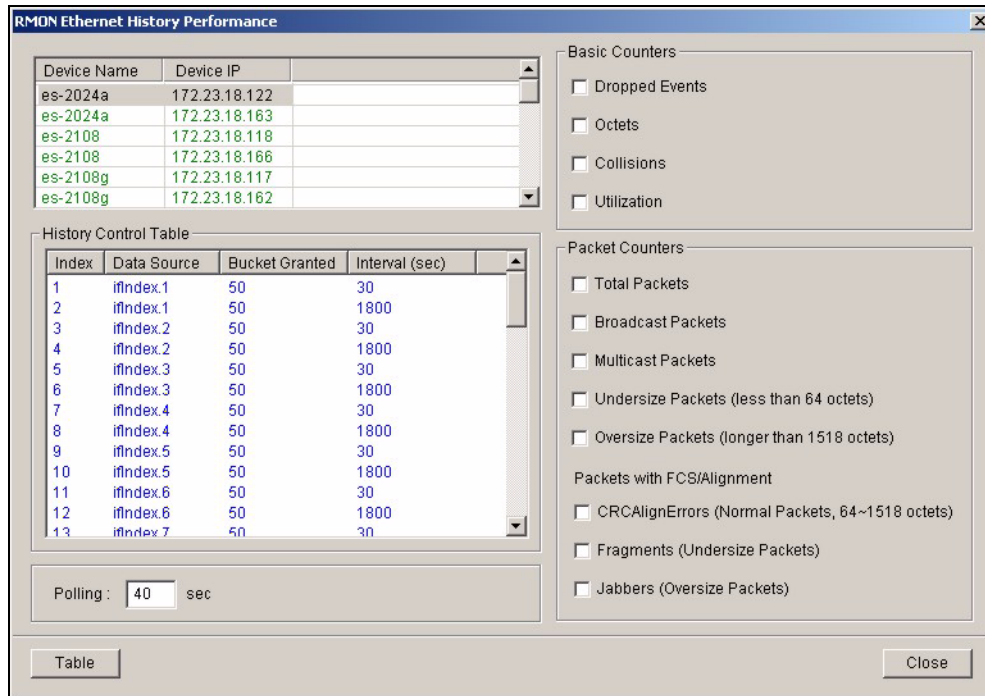 RMON Ethernet History Performance
Device Name Device IP
es-2024a 172.23.18.122
es-2024a 172.23.18.163
es-2108 172.23.18.118
es-2108 172.23.18.166
es-2108g 172.23.18.117
es-2108g 172.23.18.162
History Control Table
Index Data Source Bucket Granted Interval (sec)
1 ifIndex.1 50 30
2 ifIndex.1 50 1800
3 ifIndex.2 50 30
4 ifIndex.2 50 1800
5 ifIndex.3 50 30
6 ifIndex.3 50 1800
7 ifIndex.4 50 30
8 ifIndex.4 50 1800
9 ifIndex.5 50 30
10 ifIndex.5 50 1800
11 ifIndex.6 50 30
12 ifIndex.6 50 1800
13 ifIndex.7 50 30
Polling : 40 sec
Basic Counters
Dropped Events
Octets
Collisions
Utilization
Packet Counters
Total Packets
Broadcast Packets
Multicast Packets
Undersize Packets (less than 64 octets)
Oversize Packets (longer than 1518 octets)
Packets with FCS/Alignment
CRCAlignErrors (Normal Packets, 64~1518 octets)
Fragments (Undersize Packets)
Jabbers (Oversize Packets)
Table
Close